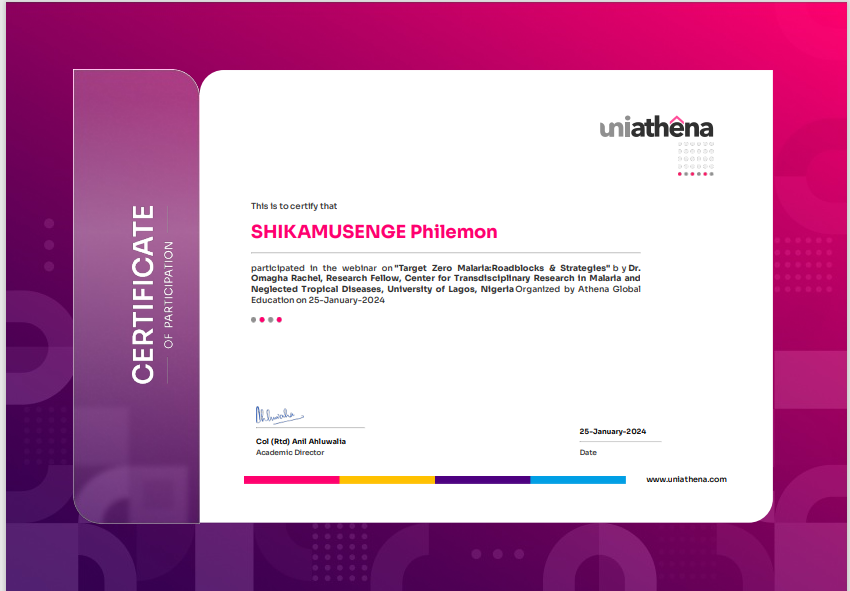 CERTIFICATE
OF PARTICIPATION
uniathena
This is to certify that
SHIKAMUSENGE Philemon
participated in the webinar on "Target Zero Malaria:Roadblocks & Strategies" b y Dr.
Omagha Rachel, Research Fellow, Center for Transdisciplinary Research in Malaria and
Neglected Tropical Diseases, University of Lagos, Nigeria Organized by Athena Global
Education on 25-January-2024
Ahluwalia
Col (Rtd) Anil Ahluwalia
Academic Director
25-January-2024
Date
www.uniathena.com